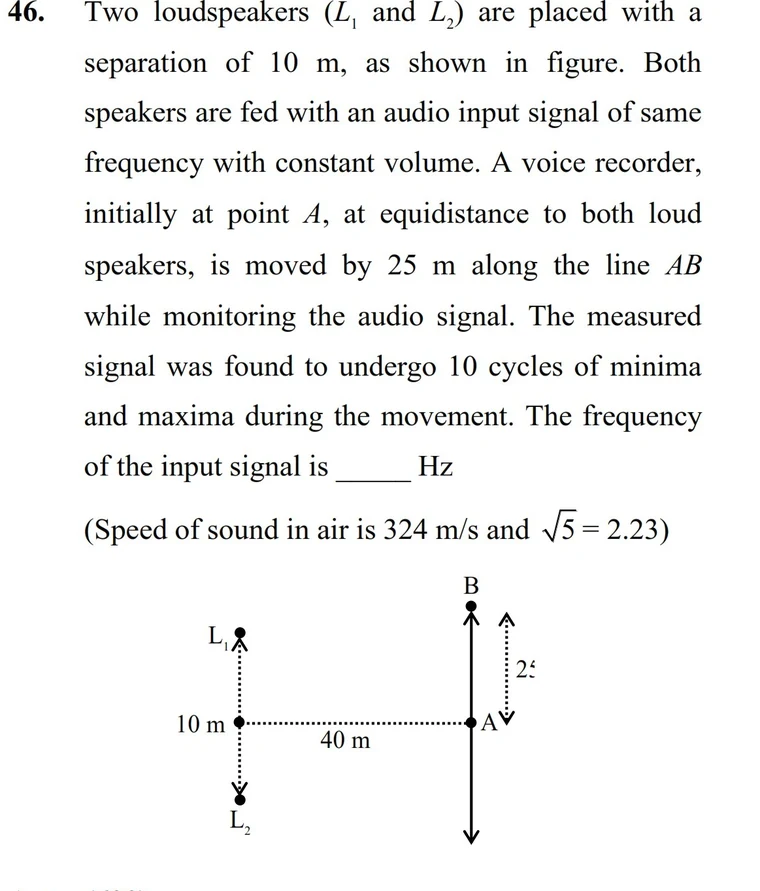 46. Two loudspeakers (L₁ and L₂) are placed with a
separation of 10 m, as shown in figure. Both
speakers are fed with an audio input signal of same
frequency with constant volume. A voice recorder,
initially at point A, at equidistance to both loud
speakers, is moved by 25 m along the line AB
while monitoring the audio signal. The measured
signal was found to undergo 10 cycles of minima
and maxima during the movement. The frequency
of the input signal is _____ Hz
(Speed of sound in air is 324 m/s and √5 = 2.23)
B
L₁
10 m
A
40 m
L₂